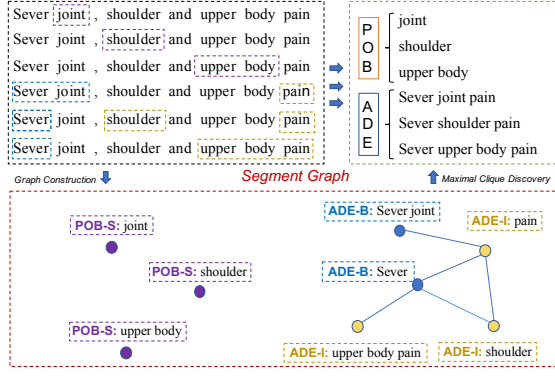 Sever joint , shoulder and upper body pain
Sever joint , shoulder and upper body pain
Sever joint , shoulder and upper body pain
Sever joint , shoulder and upper body pain
Sever joint , shoulder and upper body pain
Sever joint , shoulder and upper body pain
POB
joint
shoulder
upper body
ADE
Sever joint pain
Sever shoulder pain
Sever upper body pain
Graph Construction
Segment Graph
Maximal Clique Discovery
POB-S: joint
POB-S: shoulder
POB-S: upper body
ADE-B: Sever joint
ADE-I: pain
ADE-B: Sever
ADE-I: upper body pain
ADE-I: shoulder